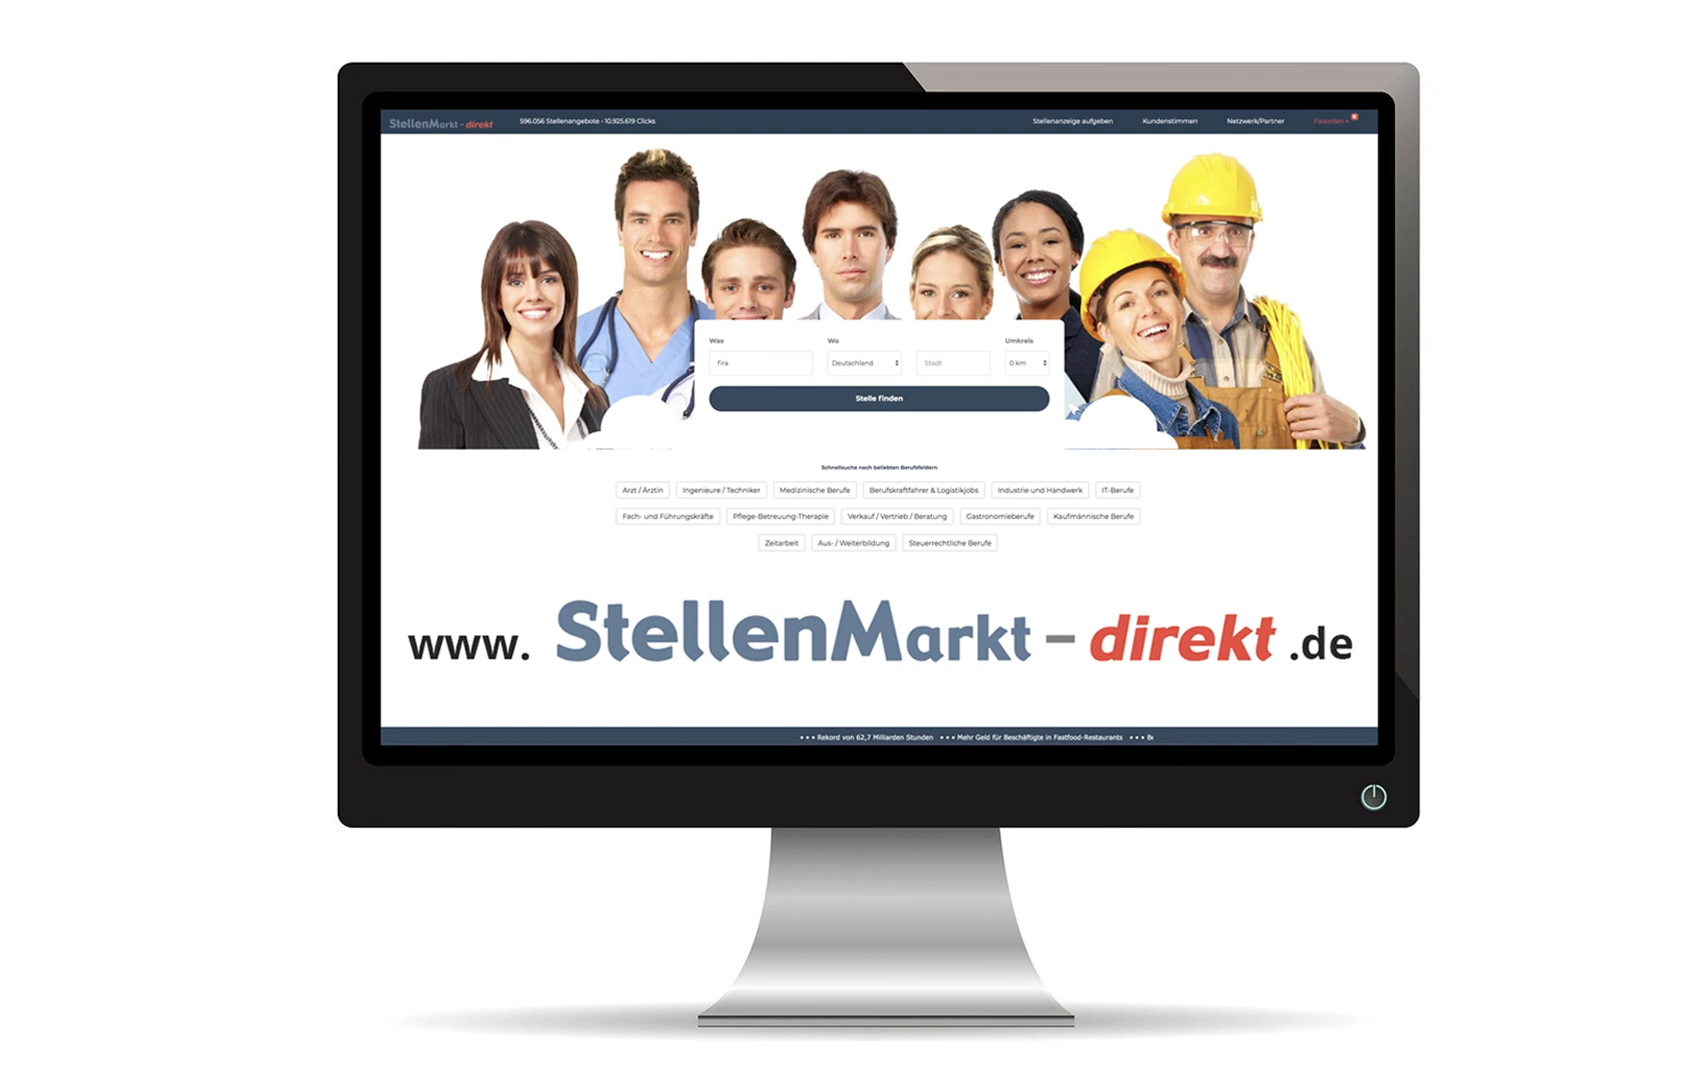 StellenMarkt - direkt 596.056 Stellenangebote - 10.925.619 Clicks Stellenanzeige aufgeben Kundenstimmen Netzwerk/Partner Favoriten » 0
Was Wo Umkreis
fira Deutschland Stadt 0 km
Stelle finden
Schnellsuche nach beliebten Berufsfeldern
Arzt / Ärztin Ingenieure / Techniker Medizinische Berufe Berufskraftfahrer & Logistikjobs Industrie und Handwerk IT-Berufe
Fach- und Führungskräfte Pflege-Betreuung-Therapie Verkauf / Vertrieb / Beratung Gastronomieberufe Kaufmännische Berufe
Zeitarbeit Aus- / Weiterbildung Steuerrechtliche Berufe
www. StellenMarkt - direkt .de
• • • Rekord von 62,7 Milliarden Stunden • • • Mehr Geld für Beschäftigte in Fastfood-Restaurants • • •